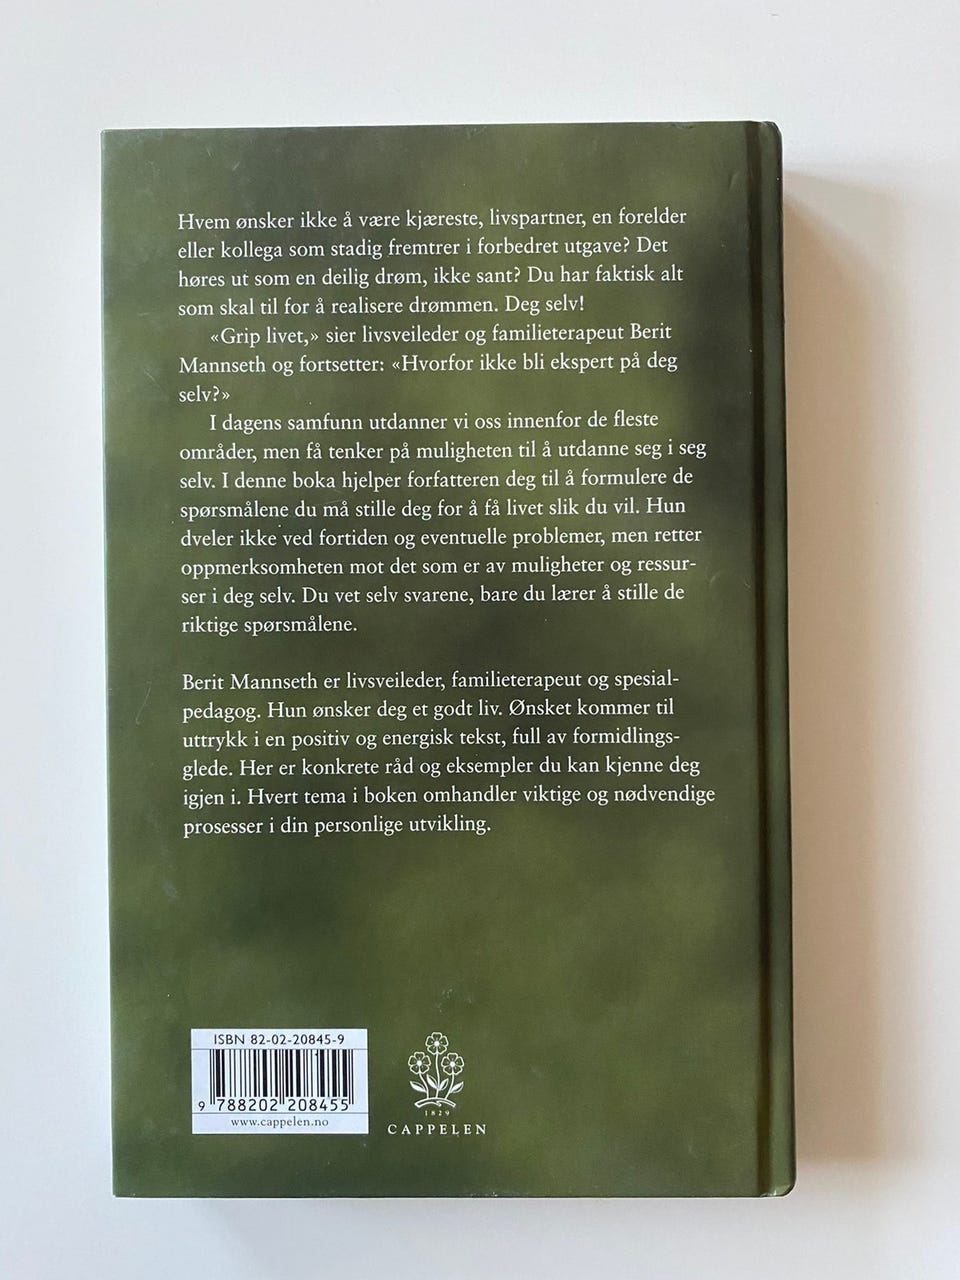 Hvem ønsker ikke å være kjæreste, livspartner, en forelder
eller kollega som stadig fremtrer i forbedret utgave? Det
høres ut som en deilig drøm, ikke sant? Du har faktisk alt
som skal til for å realisere drømmen. Deg selv!
«Grip livet,» sier livsveileder og familieterapeut Berit
Mannseth og fortsetter: «Hvorfor ikke bli ekspert på deg
selv?»
I dagens samfunn utdanner vi oss innenfor de fleste
områder, men få tenker på muligheten til å utdanne seg i seg
selv. I denne boka hjelper forfatteren deg til å formulere de
spørsmålene du må stille deg for å få livet slik du vil. Hun
dveler ikke ved fortiden og eventuelle problemer, men retter
oppmerksomheten mot det som er av muligheter og ressur-
ser i deg selv. Du vet selv svarene, bare du lærer å stille de
riktige spørsmålene.
Berit Mannseth er livsveileder, familieterapeut og spesial-
pedagog. Hun ønsker deg et godt liv. Ønsket kommer til
uttrykk i en positiv og energisk tekst, full av formidlings-
glede. Her er konkrete råd og eksempler du kan kjenne deg
igjen i. Hvert tema i boken omhandler viktige og nødvendige
prosesser i din personlige utvikling.
ISBN 82-02-20845-9
9 788202 208455
www.cappelen.no
1829
CAPPELEN